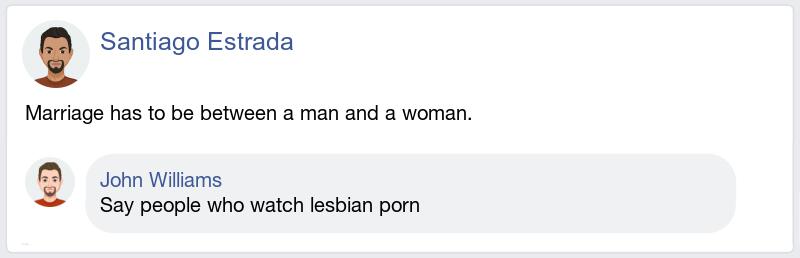 Santiago Estrada
Marriage has to be between a man and a woman.
John Williams
Say people who watch lesbian porn